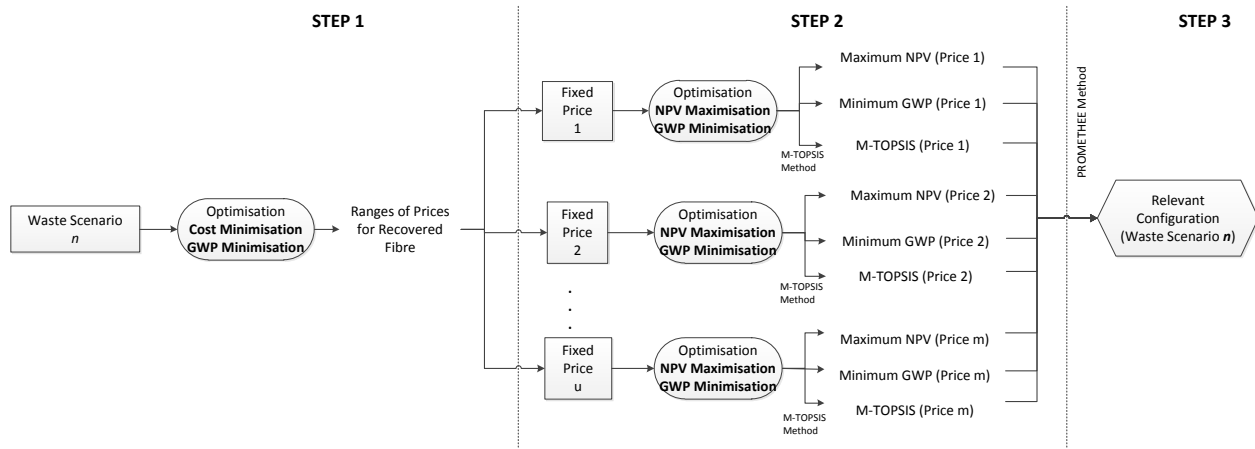 STEP 1
STEP 2
STEP 3
Waste Scenario
n
Optimisation
Cost Minimisation
GWP Minimisation
Ranges of Prices
for Recovered
Fibre
Fixed
Price
1
Optimisation
NPV Maximisation
GWP Minimisation
M-TOPSIS
Method
Maximum NPV (Price 1)
Minimum GWP (Price 1)
M-TOPSIS (Price 1)
Fixed
Price
2
Optimisation
NPV Maximisation
GWP Minimisation
M-TOPSIS
Method
Maximum NPV (Price 2)
Minimum GWP (Price 2)
M-TOPSIS (Price 2)
.
.
.
Fixed
Price
u
Optimisation
NPV Maximisation
GWP Minimisation
M-TOPSIS
Method
Maximum NPV (Price m)
Minimum GWP (Price m)
M-TOPSIS (Price m)
PROMETHEE Method
Relevant
Configuration
(Waste Scenario n)